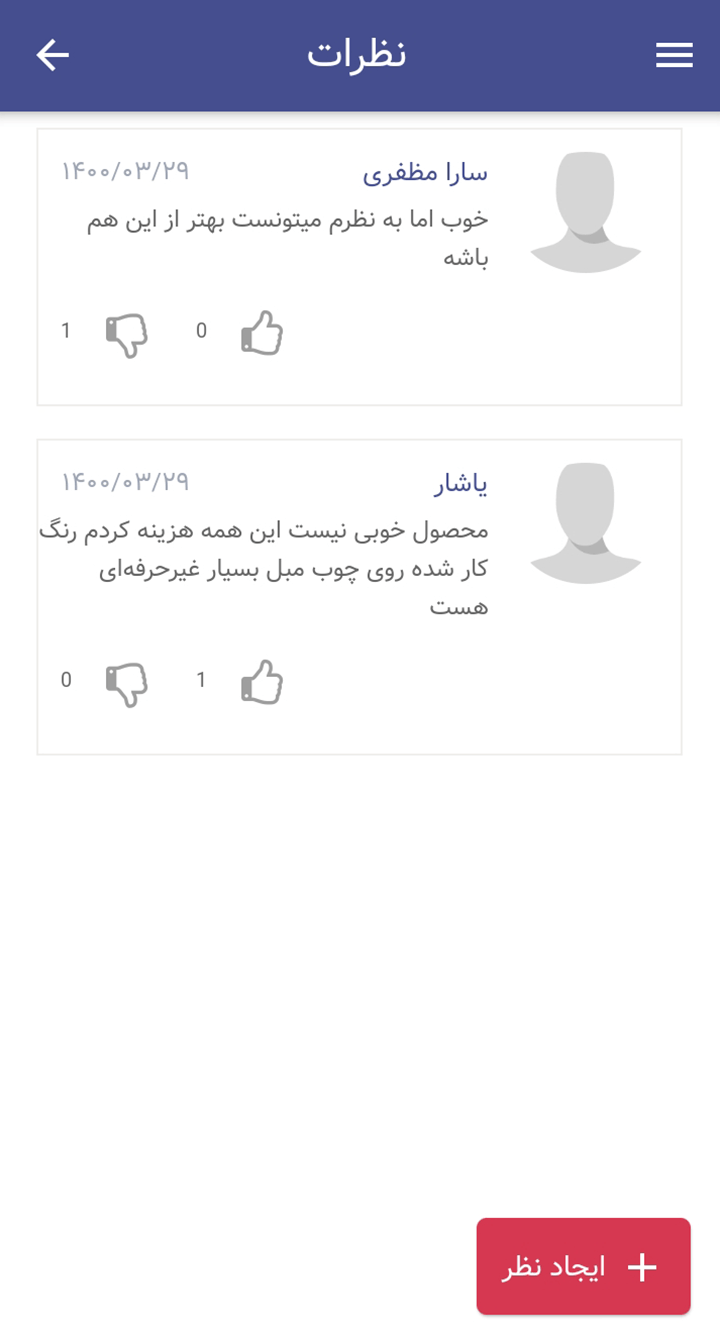 نظرات
سارا مظفری
۱۴۰۰/۰۳/۲۹
خوب اما به نظرم میتونست بهتر از این هم
باشه
0
1
یاشار
۱۴۰۰/۰۳/۲۹
محصول خوبی نیست این همه هزینه کردم رنگ
کار شده روی چوب مبل بسیار غیرحرفه‌ای
هست
1
0
ایجاد نظر